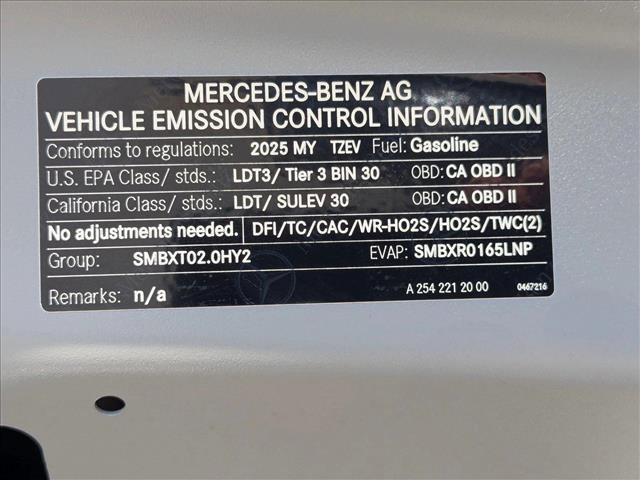 MERCEDES-BENZ AG
VEHICLE EMISSION CONTROL INFORMATION
Conforms to regulations: 2025 MY TZEV Fuel: Gasoline
U.S. EPA Class/ stds.: LDT3/ Tier 3 BIN 30 OBD: CA OBD II
California Class/ stds.: LDT/ SULEV 30 OBD: CA OBD II
No adjustments needed. DFI/TC/CAC/WR-HO2S/HO2S/TWC(2)
Group: SMBXT02.0HY2 EVAP: SMBXR0165LNP
Remarks: n/a A 254 221 20 00 0467216